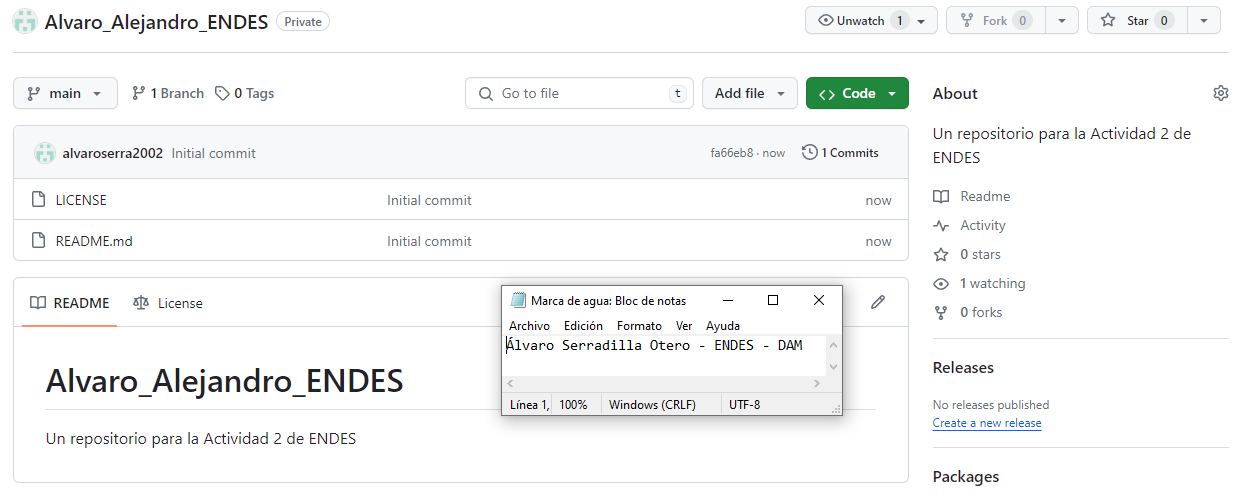 Alvaro_Alejandro_ENDES Private
Unwatch 1 Fork 0 Star 0
main 1 Branch 0 Tags Go to file t Add file Code
alvaroserra2002 Initial commit fa66eb8 · now 1 Commits
LICENSE Initial commit now
README.md Initial commit now
README License
Alvaro_Alejandro_ENDES
Un repositorio para la Actividad 2 de ENDES
Marca de agua: Bloc de notas
Archivo Edición Formato Ver Ayuda
Álvaro Serradilla Otero - ENDES - DAM
Línea 1, 100% Windows (CRLF) UTF-8
About
Un repositorio para la Actividad 2 de
ENDES
Readme
Activity
0 stars
1 watching
0 forks
Releases
No releases published
Create a new release
Packages